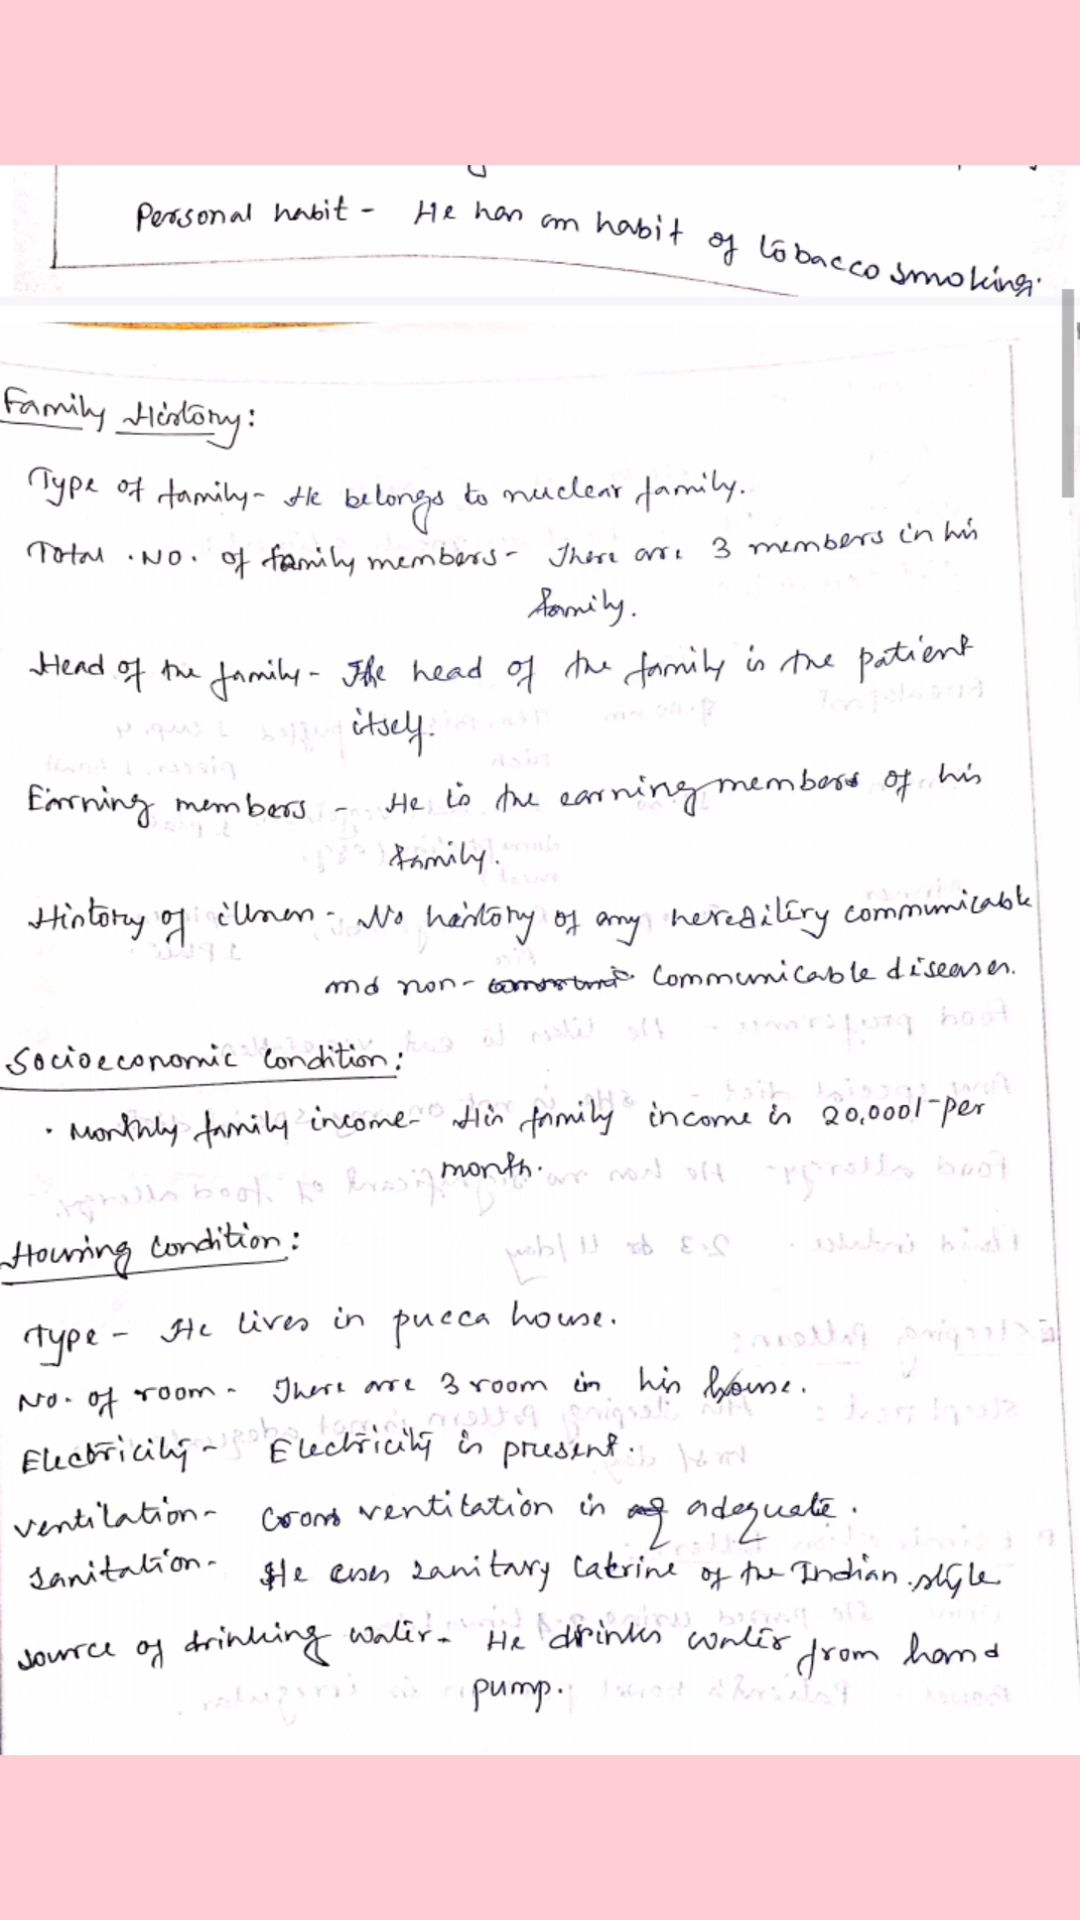 Personal habit - He has an habit of tobacco smoking.
Family History:
Type of family - He belongs to nuclear family.
Total . No. of family members - There are 3 members in his
family.
Head of the family - The head of the family is the patient
itself.
Earning members - He is the earning members of his
family.
History of illness - No history of any hereditery communicable
and non- communicable diseases.
Socioeconomic Condition:
• Monthly family income - His family income is 20,000/- per
month.
Housing Condition:
Type - He lives in pucca house.
No. of room - There are 3 room in his house.
Electricity - Electricity is present.
Ventilation - Cross ventilation is adequate.
Sanitation - He uses sanitary latrine of the Indian style
Source of drinking water - He drinks water from hand
pump.